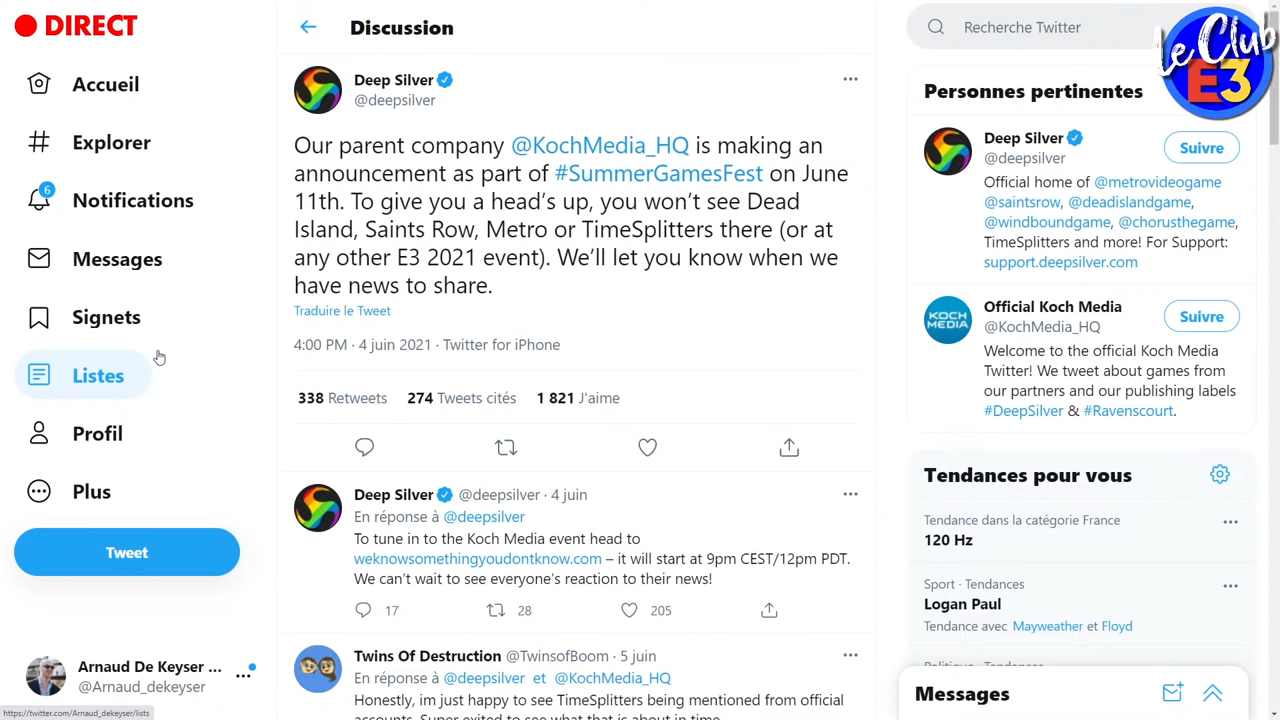 DIRECT
Accueil
Explorer
6
Notifications
Messages
Signets
Listes
Profil
Plus
Tweet
Arnaud De Keyser ...
@Arnaud_dekeyser
https://twitter.com/Arnaud_dekeyser/lists
Discussion
Deep Silver
@deepsilver
Our parent company @KochMedia_HQ is making an
announcement as part of #SummerGamesFest on June
11th. To give you a head’s up, you won’t see Dead
Island, Saints Row, Metro or TimeSplitters there (or at
any other E3 2021 event). We’ll let you know when we
have news to share.
Traduire le Tweet
4:00 PM · 4 juin 2021 · Twitter for iPhone
338 Retweets 274 Tweets cités 1 821 J'aime
Deep Silver @deepsilver · 4 juin
En réponse à @deepsilver
To tune in to the Koch Media event head to
weknowsomethingyoudontknow.com – it will start at 9pm CEST/12pm PDT.
We can’t wait to see everyone’s reaction to their news!
17 28 205
Twins Of Destruction @TwinsofBoom · 5 juin
En réponse à @deepsilver et @KochMedia_HQ
Honestly, im just happy to see TimeSplitters being mentioned from official
accounts. Super exited to see what that is about in time.
Recherche Twitter
Le Club
E3
Personnes pertinentes
Deep Silver
@deepsilver
Suivre
Official home of @metrovideogame
@saintsrow, @deadislandgame,
@windboundgame, @chorusthegame,
TimeSplitters and more! For Support:
support.deepsilver.com
KOCH
MEDIA
Official Koch Media
@KochMedia_HQ
Suivre
Welcome to the official Koch Media
Twitter! We tweet about games from
our partners and our publishing labels
#DeepSilver & #Ravenscourt.
Tendances pour vous
Tendance dans la catégorie France
120 Hz
Sport · Tendances
Logan Paul
Tendance avec Mayweather et Floyd
Politique · Tendances
Messages